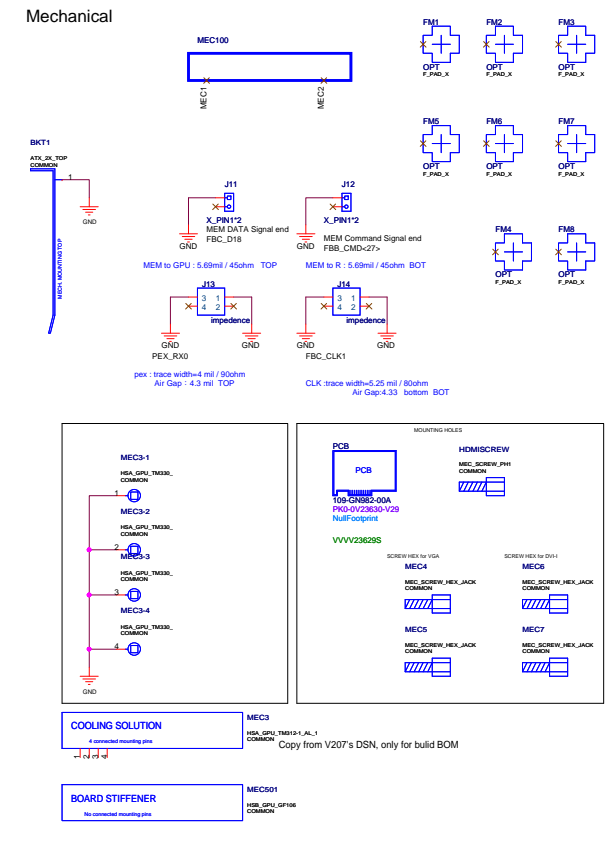 Mechanical
MEC100
MEC1
MEC2
FM1
OPT
F_PAD_X
FM2
OPT
F_PAD_X
FM3
OPT
F_PAD_X
FM5
OPT
F_PAD_X
FM6
OPT
F_PAD_X
FM7
OPT
F_PAD_X
FM4
OPT
F_PAD_X
FM8
OPT
F_PAD_X
BKT1
ATX_2X_TOP
COMMON
1
GND
MECH. MOUNTING TOP
J11
X_PIN1*2
MEM DATA Signal end
FBC_D18
GND
MEM to GPU : 5.69mil / 45ohm TOP
J12
X_PIN1*2
MEM Command Signal end
FBB_CMD<27>
GND
MEM to R : 5.69mil / 45ohm BOT
J13
3 1
4 2
impedence
GND
GND
PEX_RX0
pex : trace width=4 mil / 90ohm
Air Gap : 4.3 mil TOP
J14
3 1
4 2
impedence
GND
GND
FBC_CLK1
CLK :trace width=5.25 mil / 80ohm
Air Gap:4.33 bottom BOT
MEC3-1
HSA_GPU_TM330_
COMMON
1
MEC3-2
HSA_GPU_TM330_
COMMON
2
MEC3-3
HSA_GPU_TM330_
COMMON
3
MEC3-4
HSA_GPU_TM330_
COMMON
4
GND
MOUNTING HOLES
PCB
PCB
109-GN982-00A
PK0-0V23630-V29
NullFootprint
VVVV23629S
HDMISCREW
MEC_SCREW_PH1
COMMON
SCREW HEX for VGA
MEC4
MEC_SCREW_HEX_JACK
COMMON
MEC5
MEC_SCREW_HEX_JACK
COMMON
SCREW HEX for DVI-I
MEC6
MEC_SCREW_HEX_JACK
COMMON
MEC7
MEC_SCREW_HEX_JACK
COMMON
COOLING SOLUTION
4 connected mounting pins
1 2 3 4
MEC3
HSA_GPU_TM312-1_AL_1
COMMON
Copy from V207's DSN, only for bulid BOM
BOARD STIFFENER
No connected mounting pins
MEC501
HSB_GPU_GF106
COMMON